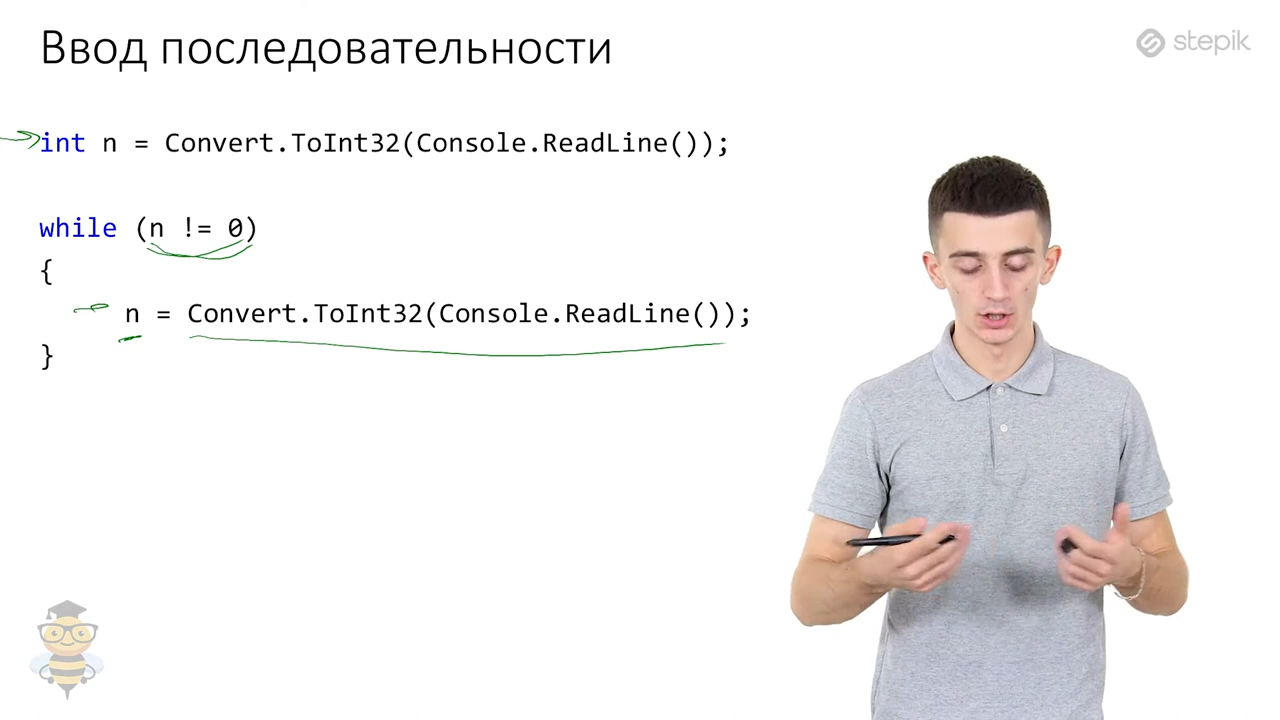 Ввод последовательности
stepik
int n = Convert.ToInt32(Console.ReadLine());
while (n != 0)
{
n = Convert.ToInt32(Console.ReadLine());
}